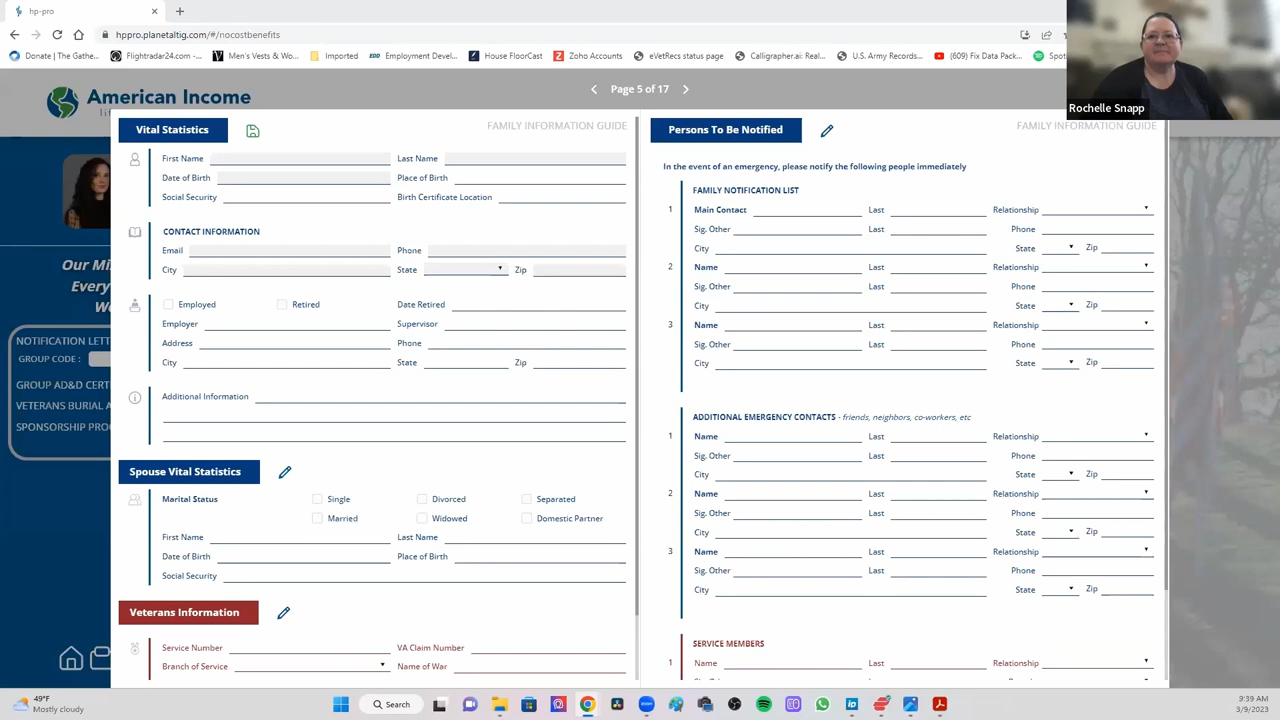 hp-pro
hppro.planetaltig.com/#/nocostbenefits
Donate | The Gathe...
Flightradar24.com -...
Men's Vests & Wo...
Imported
EDD Employment Devel...
House FloorCast
Zoho Accounts
eVetRecs status page
Calligrapher.ai: Real...
U.S. Army Records...
(609) Fix Data Pack...
Spot
Rochelle Snapp
American Income
Page 5 of 17
Our Mi
Every
W
NOTIFICATION LETT
GROUP CODE :
GROUP AD&D CERT
VETERANS BURIAL A
SPONSORSHIP PRO
Vital Statistics
FAMILY INFORMATION GUIDE
First Name Last Name
Date of Birth Place of Birth
Social Security Birth Certificate Location
CONTACT INFORMATION
Email Phone
City State Zip
Employed Retired Date Retired
Employer Supervisor
Address Phone
City State Zip
Additional Information
Spouse Vital Statistics
Marital Status Single Divorced Separated
Married Widowed Domestic Partner
First Name Last Name
Date of Birth Place of Birth
Social Security
Veterans Information
Service Number VA Claim Number
Branch of Service Name of War
Persons To Be Notified
FAMILY INFORMATION GUIDE
In the event of an emergency, please notify the following people immediately
FAMILY NOTIFICATION LIST
1 Main Contact Last Relationship
Sig. Other Last Phone
City State Zip
2 Name Last Relationship
Sig. Other Last Phone
City State Zip
3 Name Last Relationship
Sig. Other Last Phone
City State Zip
ADDITIONAL EMERGENCY CONTACTS - friends, neighbors, co-workers, etc
1 Name Last Relationship
Sig. Other Last Phone
City State Zip
2 Name Last Relationship
Sig. Other Last Phone
City State Zip
3 Name Last Relationship
Sig. Other Last Phone
City State Zip
SERVICE MEMBERS
1 Name Last Relationship
49°F
Mostly cloudy
Search
9:39 AM
3/9/2023